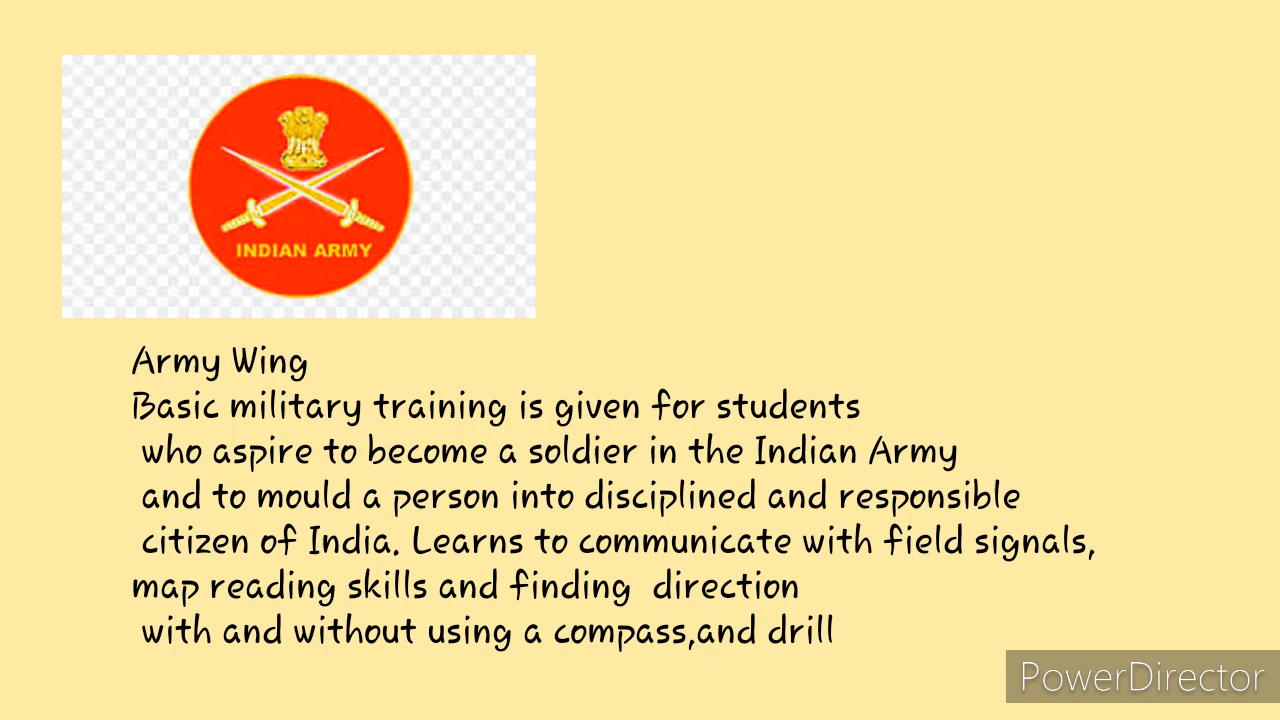 INDIAN ARMY
Army Wing
Basic military training is given for students
who aspire to become a soldier in the Indian Army
and to mould a person into disciplined and responsible
citizen of India. Learns to communicate with field signals,
map reading skills and finding  direction
with and without using a compass,and drill
PowerDirector